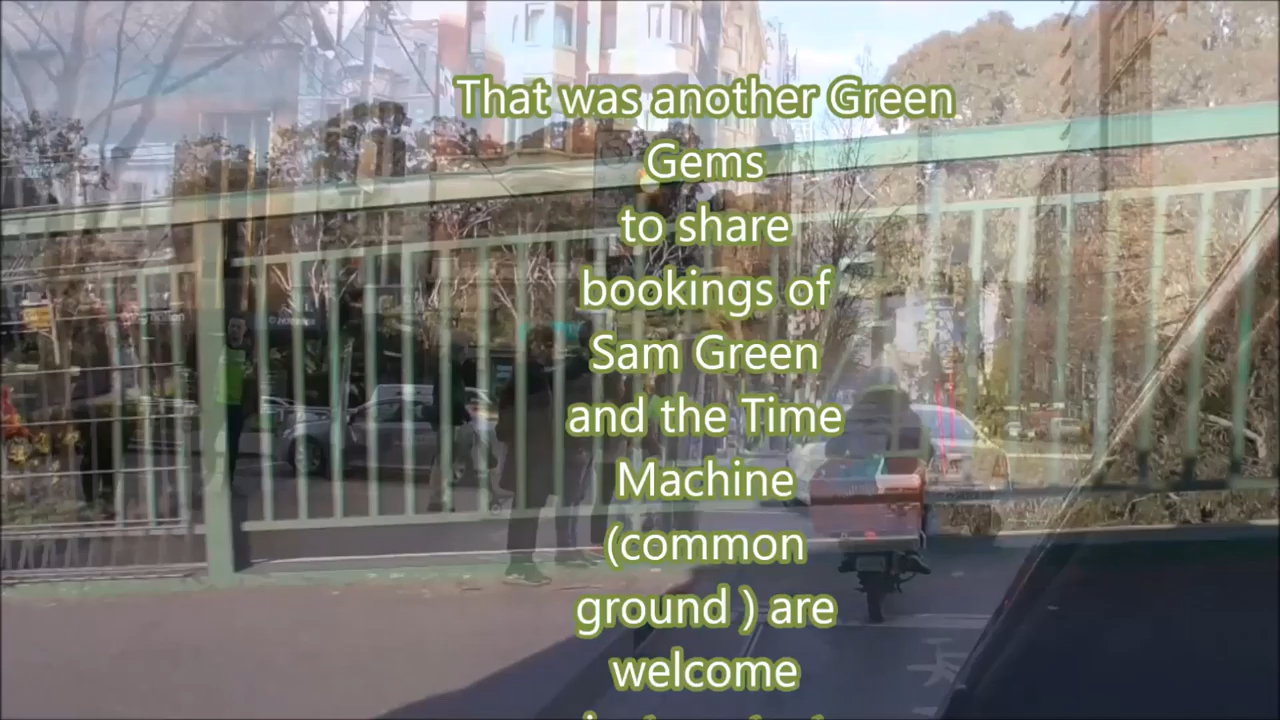 That was another Green
Gems
to share
bookings of
Sam Green
and the Time
Machine
(common
ground ) are
welcome